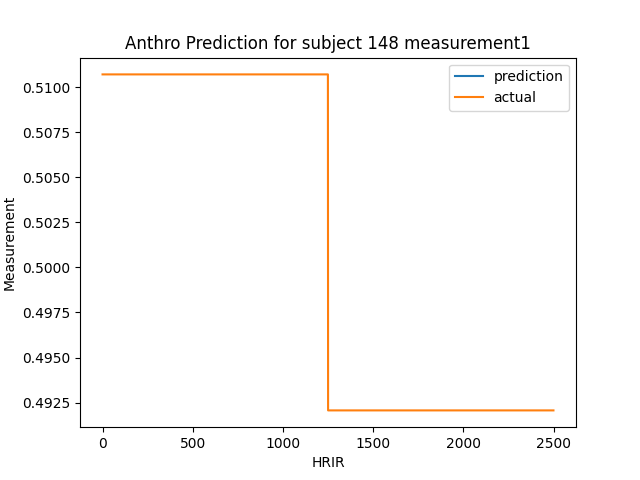 Anthro Prediction for subject 148 measurement1
prediction
actual
0.5100
0.5075
0.5050
0.5025
0.5000
0.4975
0.4950
0.4925
Measurement
0 500 1000 1500 2000 2500
HRIR